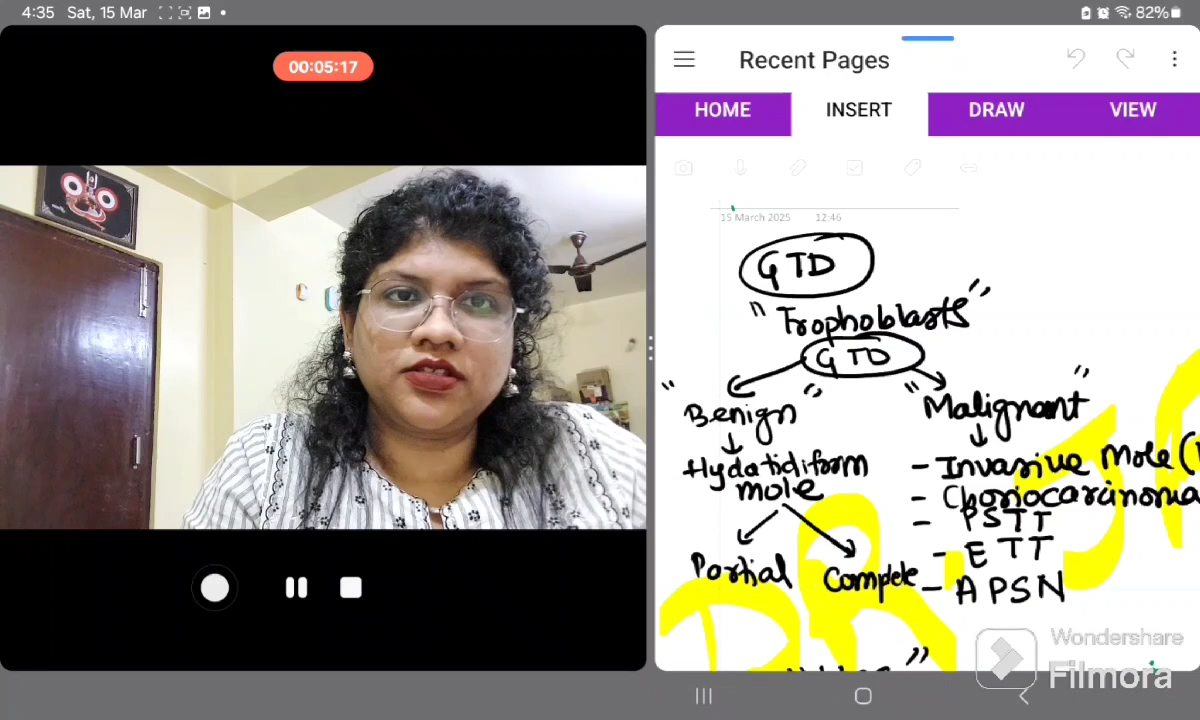 4:35 Sat, 15 Mar
82%
00:05:17
Recent Pages
HOME INSERT DRAW VIEW
15 March 2025 12:46
GTD
"Trophoblasts"
GTD
"Benign" "Malignant"
Hydatidiform mole
- Invasive Mole (
- Choriocarcinoma
- PSTT
- ETT
Partial Complete
- APSN
DR.
Wondershare
Filmora